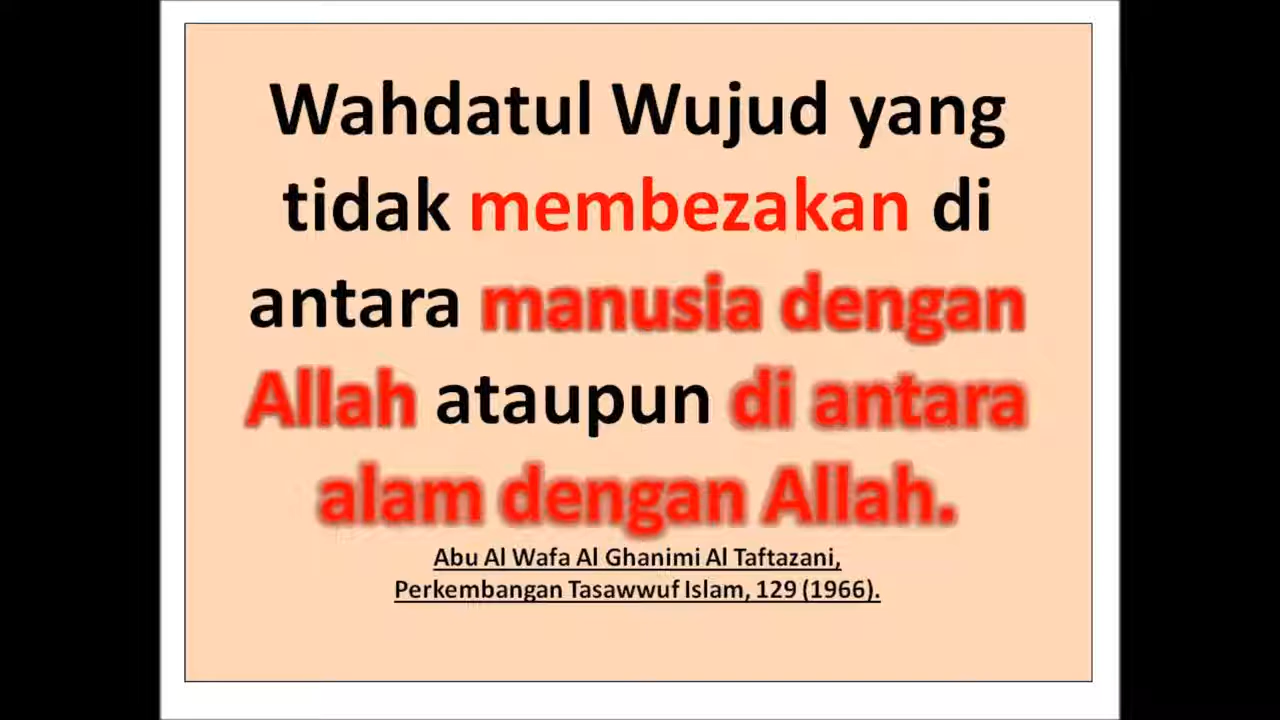 Wahdatul Wujud yang
tidak membezakan di
antara manusia dengan
Allah ataupun di antara
alam dengan Allah.
Abu Al Wafa Al Ghanimi Al Taftazani,
Perkembangan Tasawwuf Islam, 129 (1966).